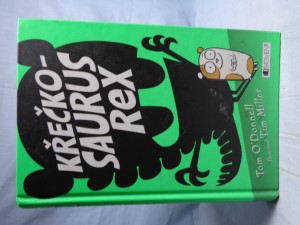 KŘEČKO-
SAURUS
REX
Tom O'Donnell
Tim Miller